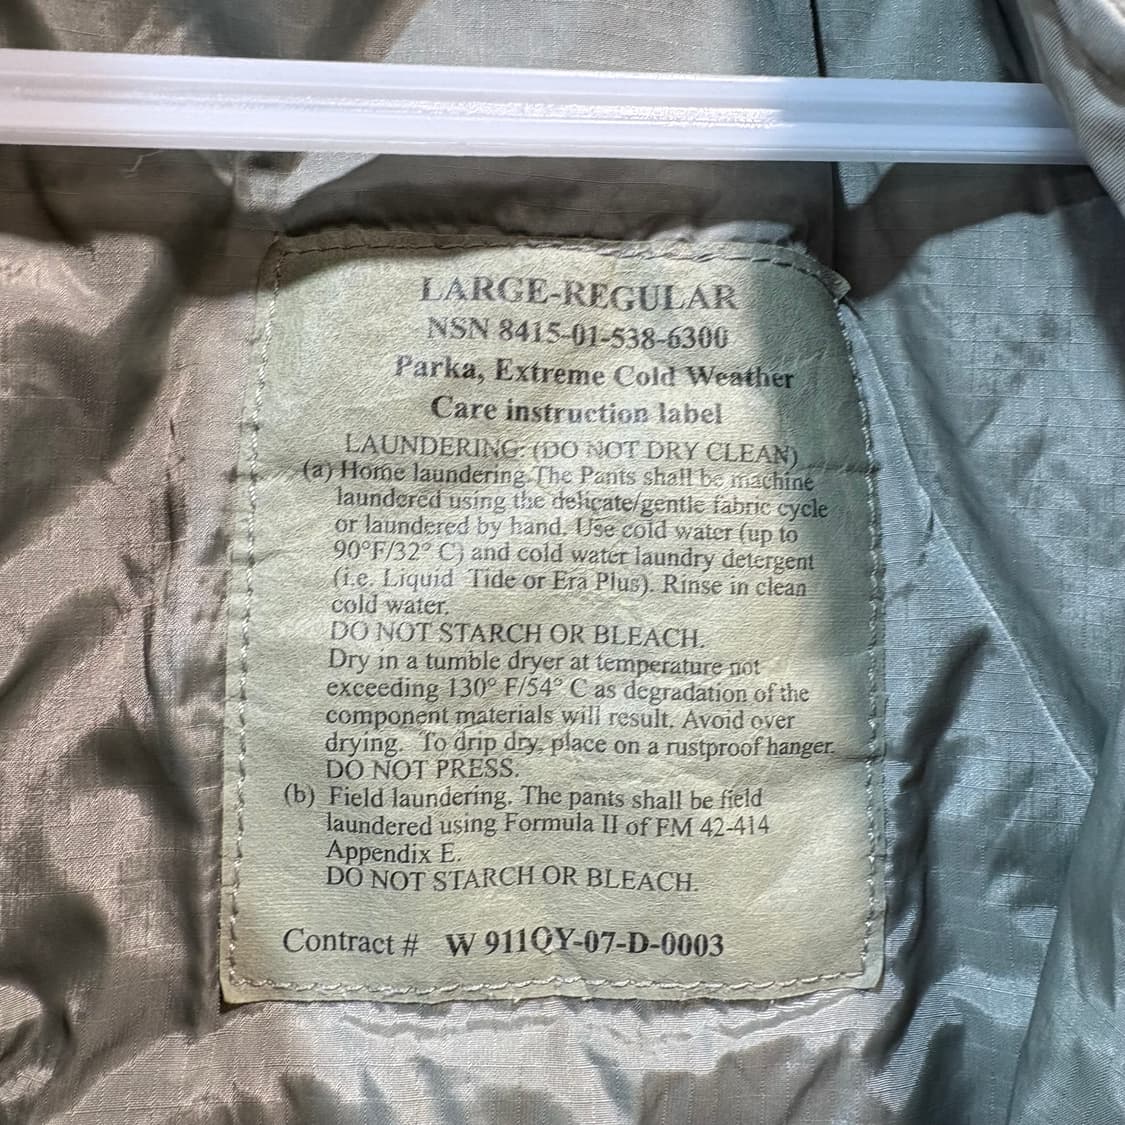 LARGE-REGULAR
NSN 8415-01-538-6300
Parka, Extreme Cold Weather
Care instruction label
LAUNDERING: (DO NOT DRY CLEAN)
(a) Home laundering.The Pants shall be machine
laundered using the delicate/gentle fabric cycle
or laundered by hand. Use cold water (up to
90°F/32° C) and cold water laundry detergent
(i.e. Liquid Tide or Era Plus). Rinse in clean
cold water.
DO NOT STARCH OR BLEACH.
Dry in a tumble dryer at temperature not
exceeding 130° F/54° C as degradation of the
component materials will result. Avoid over
drying. To drip dry, place on a rustproof hanger.
DO NOT PRESS.
(b) Field laundering. The pants shall be field
laundered using Formula II of FM 42-414
Appendix E.
DO NOT STARCH OR BLEACH.
Contract # W 911QY-07-D-0003